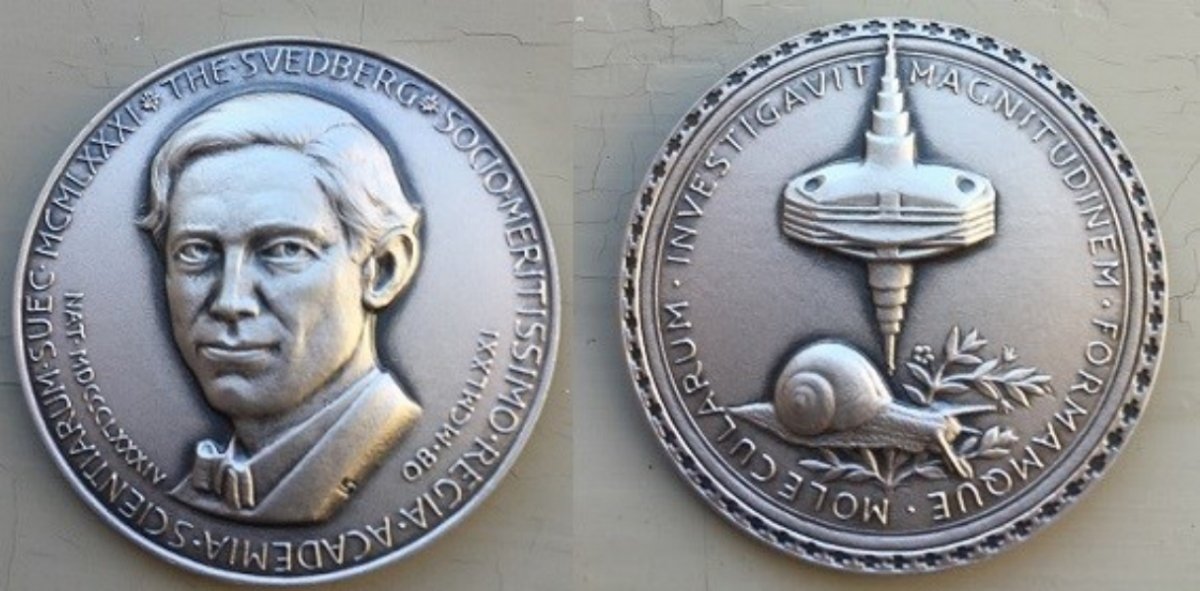 THE·SVEDBERG * SOCIO·MERITISSIMO·REGIA·ACADEMIA·SCIENTIARUM·SUEC·MCMLXXXI *
NAT·MDCCCLXXXIV
OB·MCMLXXI
MOLECULARUM · INVESTIGAVIT MAGNITUDINEM · FORMAMQUE ·